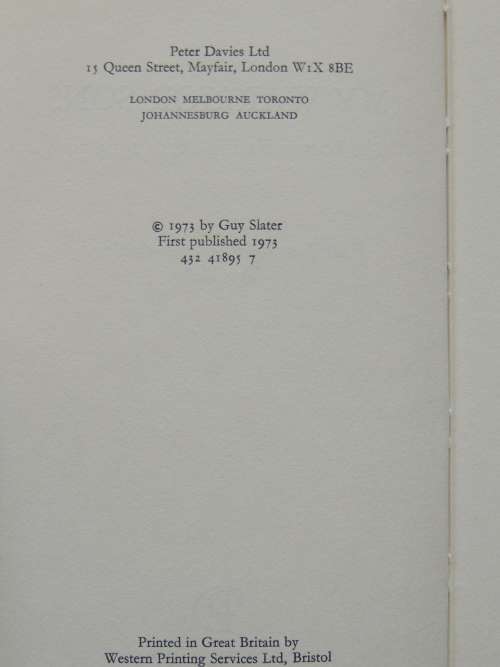 Peter Davies Ltd
15 Queen Street, Mayfair, London W1X 8BE
LONDON MELBOURNE TORONTO
JOHANNESBURG AUCKLAND
© 1973 by Guy Slater
First published 1973
432 41895 7
Printed in Great Britain by
Western Printing Services Ltd, Bristol